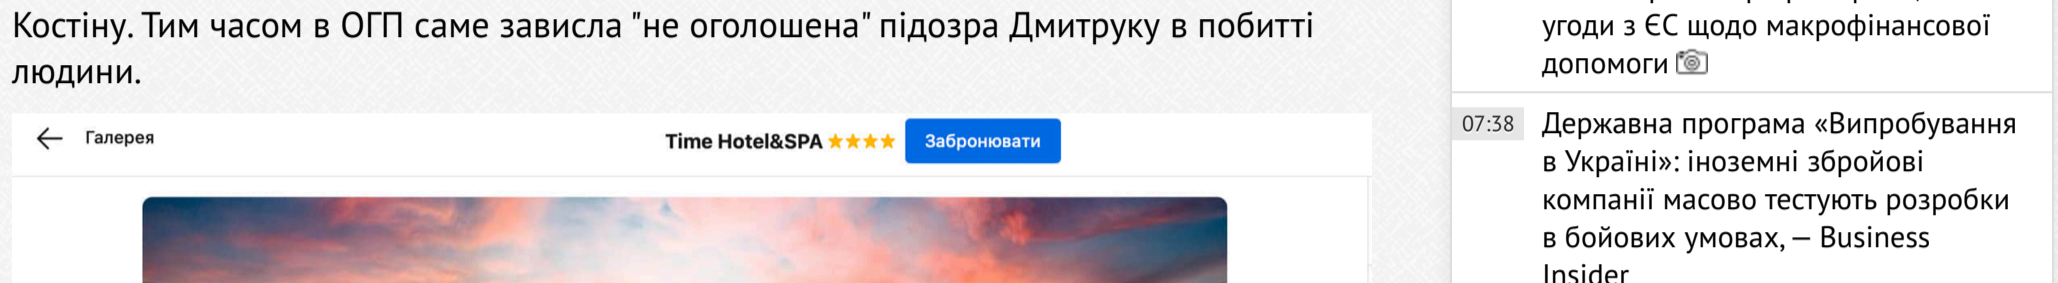 Костіну. Тим часом в ОГП саме зависла "не оголошена" підозра Дмитруку в побитті
людини.
Галерея
Time Hotel&SPA
Забронювати
угоди з ЄС щодо макрофінансової
допомоги
07:38
Державна програма «Випробування
в Україні»: іноземні збройові
компанії масово тестують розробки
в бойових умовах, — Business
Insider